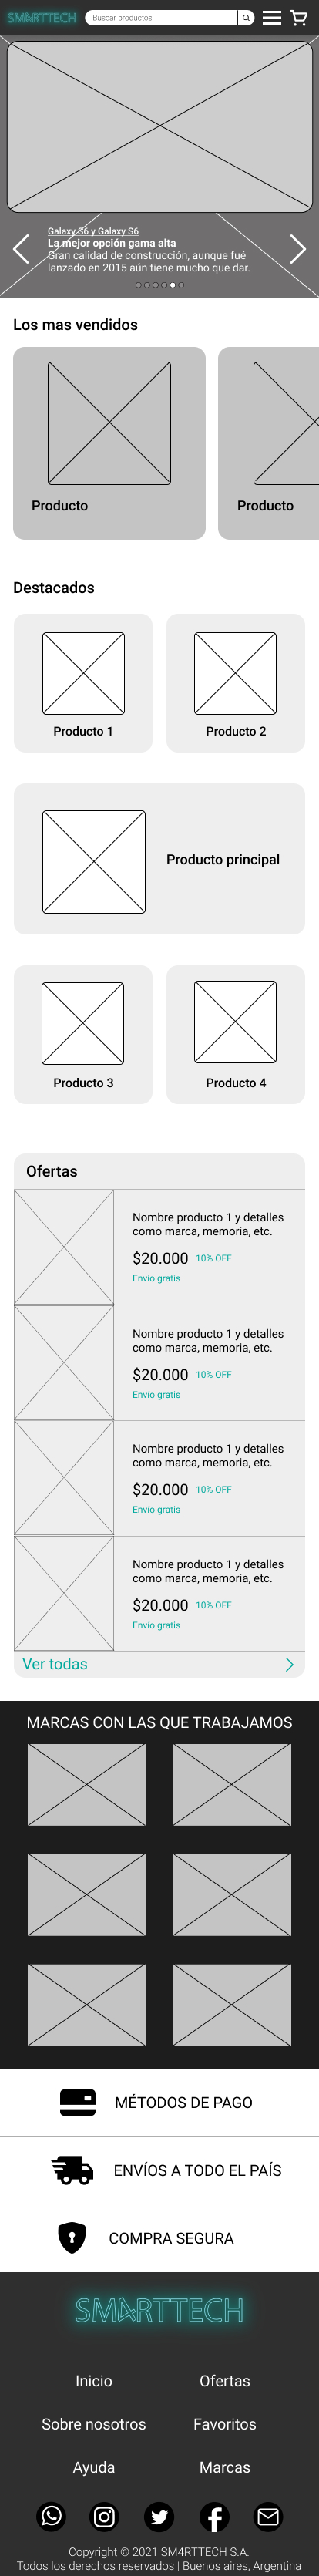 SM4RTTECH
Buscar productos
Galaxy S6 y Galaxy S6
La mejor opción gama alta
Gran calidad de construcción, aunque fué
lanzado en 2015 aún tiene mucho que dar.
Los mas vendidos
Producto
Producto
Destacados
Producto 1
Producto 2
Producto principal
Producto 3
Producto 4
Ofertas
Nombre producto 1 y detalles
como marca, memoria, etc.
$20.000 10% OFF
Envío gratis
Nombre producto 1 y detalles
como marca, memoria, etc.
$20.000 10% OFF
Envío gratis
Nombre producto 1 y detalles
como marca, memoria, etc.
$20.000 10% OFF
Envío gratis
Nombre producto 1 y detalles
como marca, memoria, etc.
$20.000 10% OFF
Envío gratis
Ver todas
MARCAS CON LAS QUE TRABAJAMOS
MÉTODOS DE PAGO
ENVÍOS A TODO EL PAÍS
COMPRA SEGURA
SM4RTTECH
Inicio
Ofertas
Sobre nosotros
Favoritos
Ayuda
Marcas
Copyright © 2021 SM4RTTECH S.A.
Todos los derechos reservados | Buenos aires, Argentina